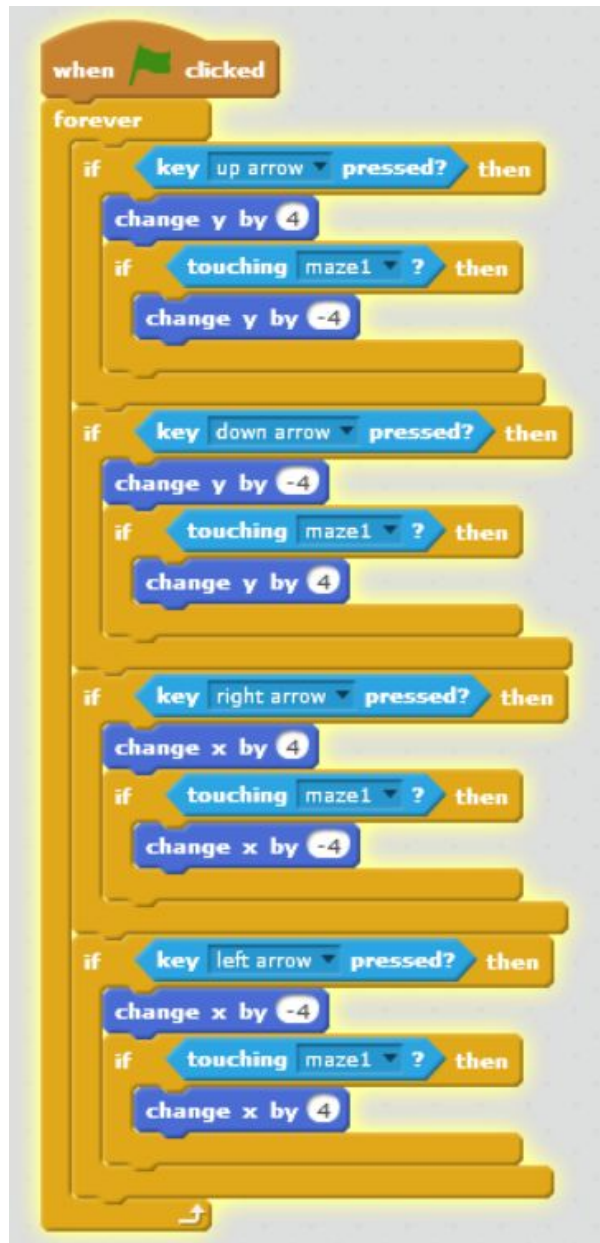 when clicked
forever
if key up arrow pressed? then
change y by 4
if touching maze1 ? then
change y by -4
if key down arrow pressed? then
change y by -4
if touching maze1 ? then
change y by 4
if key right arrow pressed? then
change x by 4
if touching maze1 ? then
change x by -4
if key left arrow pressed? then
change x by -4
if touching maze1 ? then
change x by 4